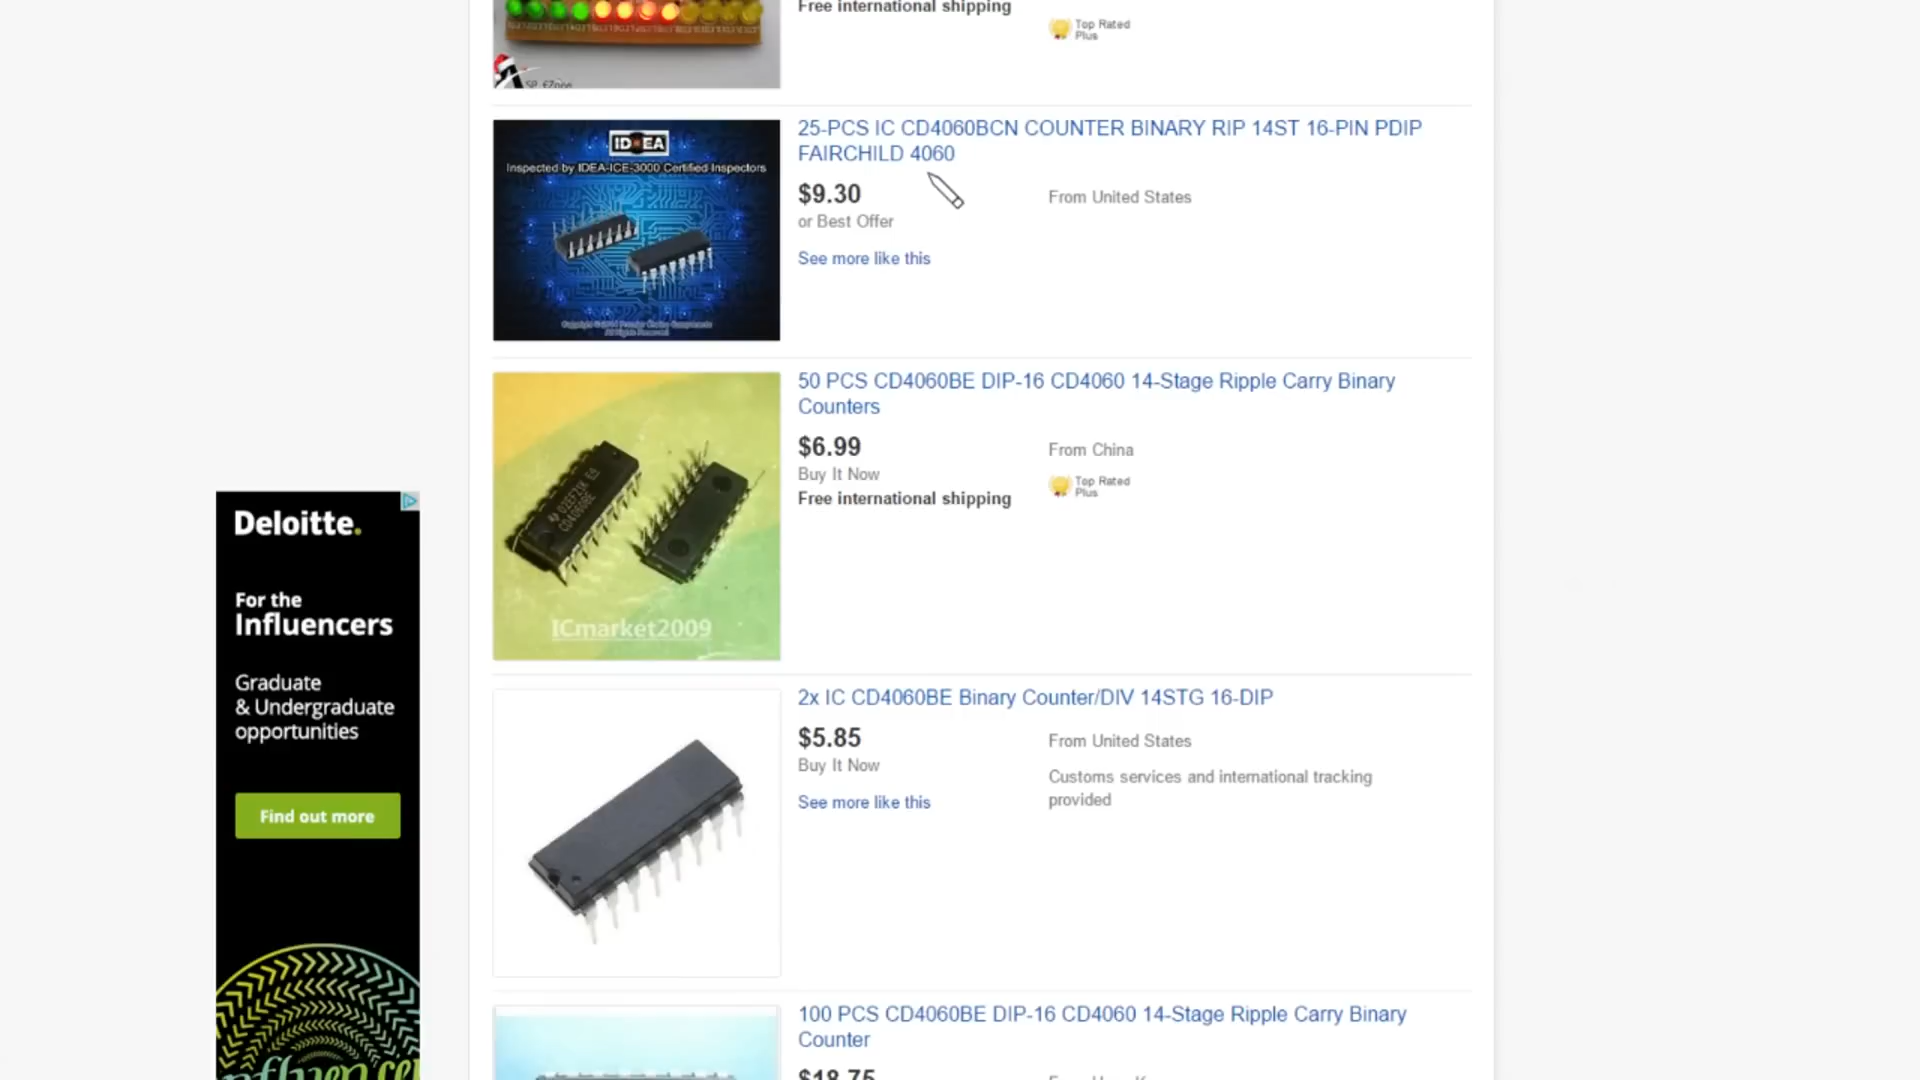 Free international shipping
Top Rated
Plus
IDEA
Inspected by IDEA-ICE-3000 Certified Inspectors
25-PCS IC CD4060BCN COUNTER BINARY RIP 14ST 16-PIN PDIP
FAIRCHILD 4060
$9.30
or Best Offer
From United States
See more like this
50 PCS CD4060BE DIP-16 CD4060 14-Stage Ripple Carry Binary
Counters
$6.99
Buy It Now
Free international shipping
From China
Top Rated
Plus
CD4060BE
ICmarket2009
Deloitte.
For the
Influencers
Graduate
& Undergraduate
opportunities
Find out more
2x IC CD4060BE Binary Counter/DIV 14STG 16-DIP
$5.85
Buy It Now
From United States
Customs services and international tracking
provided
See more like this
100 PCS CD4060BE DIP-16 CD4060 14-Stage Ripple Carry Binary
Counter
$18.75